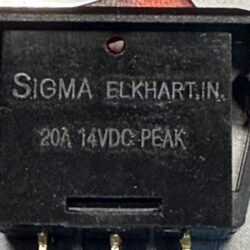 SIGMA ELKHART.IN.
20A 14VDC PEAK